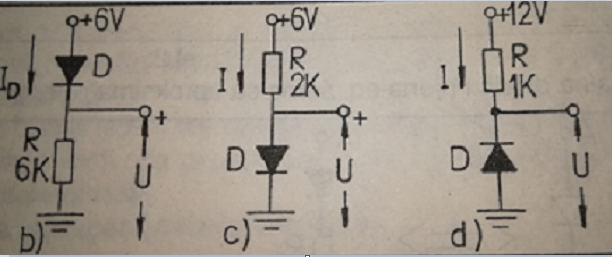 +6V
I_D
D
+
R
6K
U
b)
+6V
I
R
2K
+
D
U
c)
+12V
I
R
1K
D
U
d)